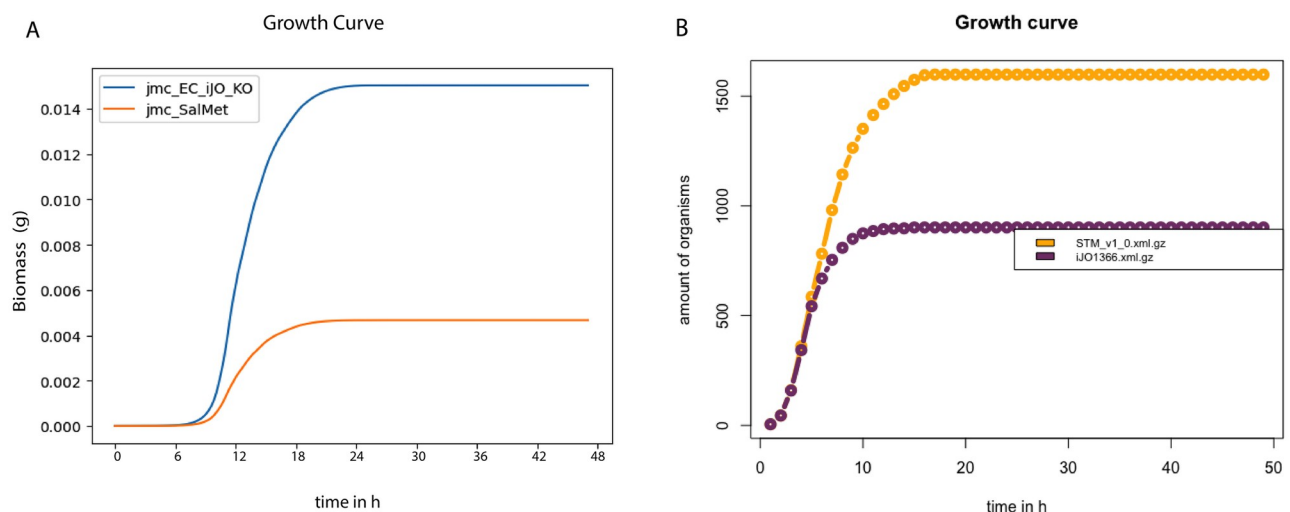 A
Growth Curve
jmc_EC_iJO_KO
jmc_SalMet
Biomass (g)
0.014
0.012
0.010
0.008
0.006
0.004
0.002
0.000
0 6 12 18 24 30 36 42 48
time in h
B
Growth curve
amount of organisms
1500
1000
500
0
STM_v1_0.xml.gz
iJO1366.xml.gz
0 10 20 30 40 50
time in h